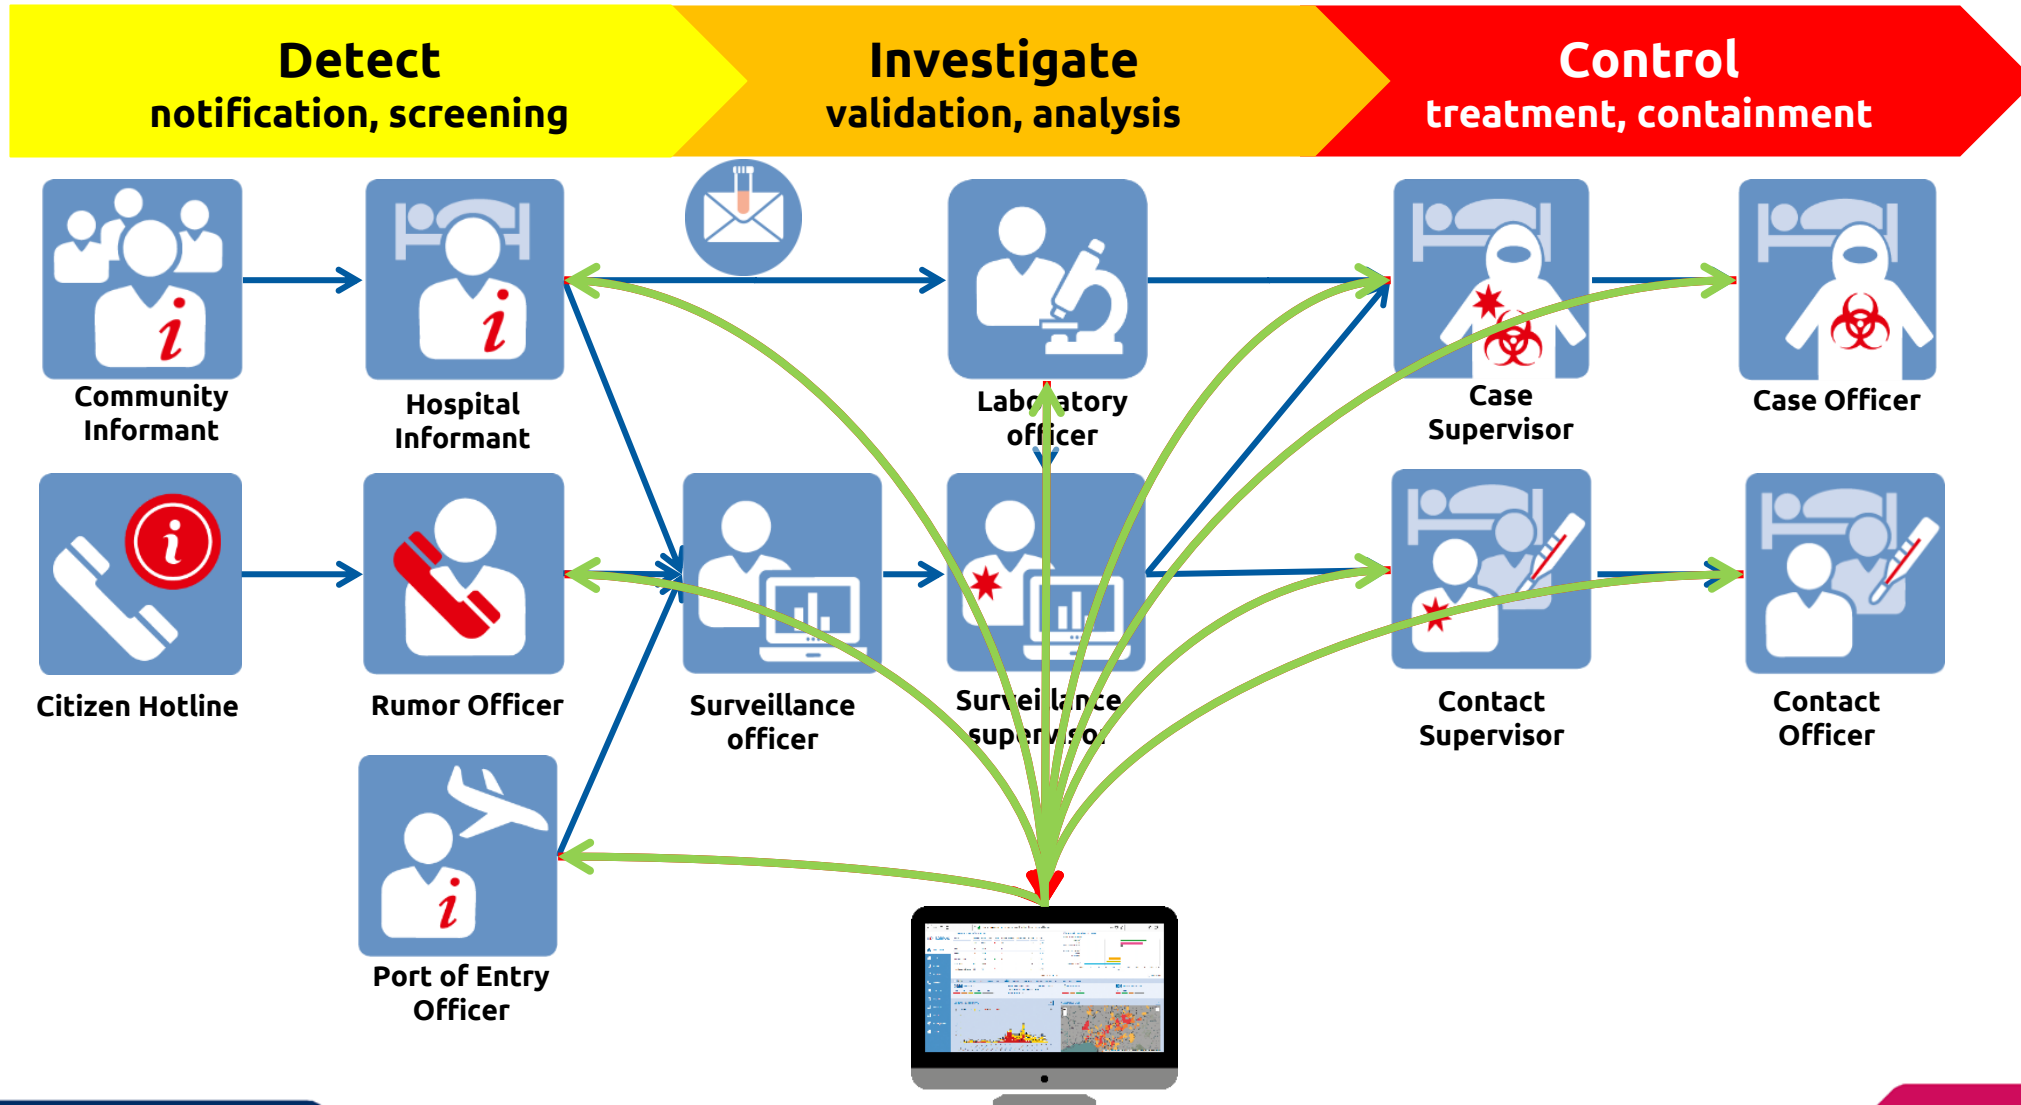 Detect
notification, screening
Investigate
validation, analysis
Control
treatment, containment
Community
Informant
Hospital
Informant
Laboratory
officer
Case
Supervisor
Case Officer
Citizen Hotline
Rumor Officer
Surveillance
officer
Surveillance
supervisor
Contact
Supervisor
Contact
Officer
Port of Entry
Officer